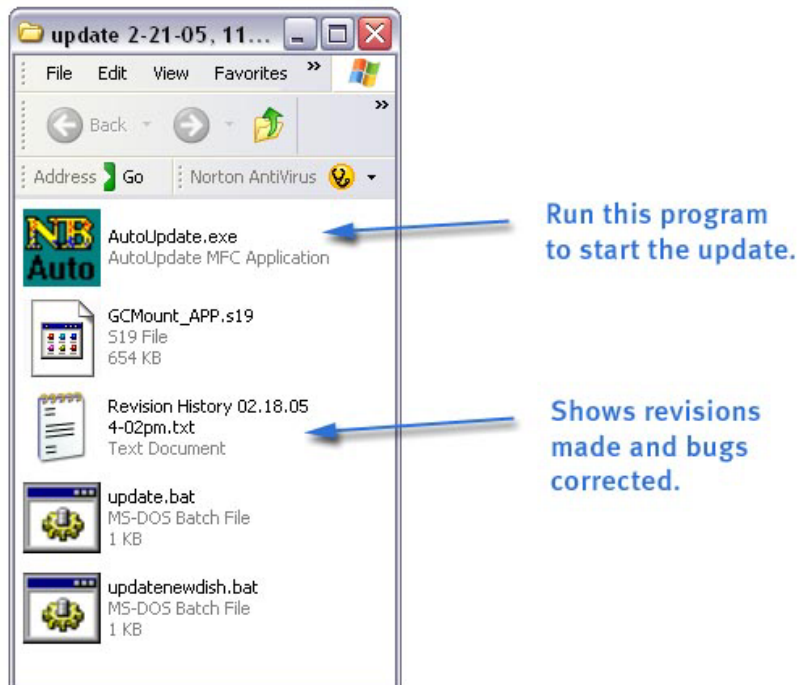 update 2-21-05, 11...
File Edit View Favorites »
Back »
Address Go Norton AntiVirus
NB
Auto
AutoUpdate.exe
AutoUpdate MFC Application
Run this program
to start the update.
GCMount_APP.s19
S19 File
654 KB
Revision History 02.18.05
4-02pm.txt
Text Document
Shows revisions
made and bugs
corrected.
update.bat
MS-DOS Batch File
1 KB
updatenewdish.bat
MS-DOS Batch File
1 KB